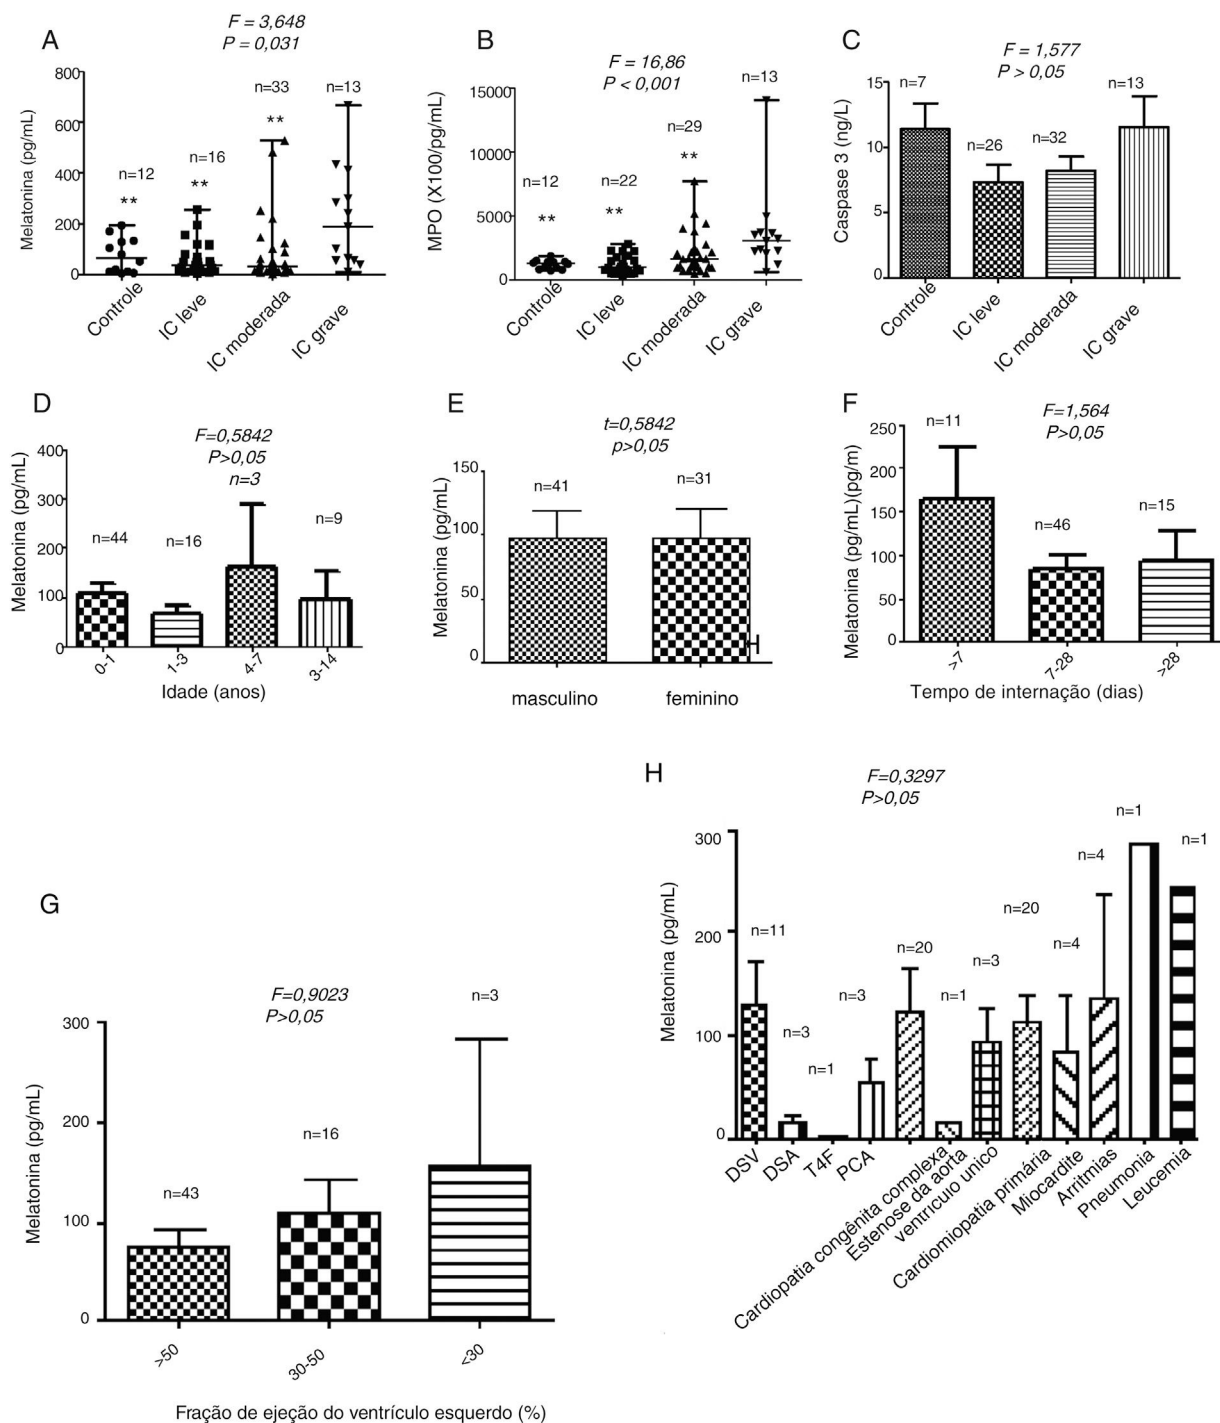 A
F = 3,648
P = 0,031
Melatonina (pg/mL)
800
600
400
200
0
n=12
**
n=16
**
n=33
**
n=13
Controle
IC leve
IC moderada
IC grave
B
F = 16,86
P < 0,001
MPO (X100/pg/mL)
15000
10000
5000
0
n=12
**
n=22
**
n=29
**
n=13
Controle
IC leve
IC moderada
IC grave
C
F = 1,577
P > 0,05
Caspase 3 (ng/L)
15
10
5
0
n=7
n=26
n=32
n=13
Controle
IC leve
IC moderada
IC grave
D
F=0,5842
P>0,05
n=3
Melatonina (pg/mL)
400
300
200
100
0
n=44
n=16
n=9
0-1
1-3
4-7
3-14
Idade (anos)
E
t=0,5842
p>0,05
Melatonina (pg/mL)
150
100
50
0
n=41
n=31
masculino
feminino
F
F=1,564
P>0,05
Melatonina (pg/mL)(pg/m)
250
200
150
100
50
0
n=11
n=46
n=15
>7
7-28
>28
Tempo de internação (dias)
G
F=0,9023
P>0,05
Melatonina (pg/mL)
300
200
100
0
n=43
n=16
n=3
>50
30-50
<30
Fração de ejeção do ventrículo esquerdo (%)
H
F=0,3297
P>0,05
Melatonina (pg/mL)
300
200
100
0
n=11
n=3
n=1
n=3
n=20
n=1
n=3
n=20
n=4
n=4
n=1
n=1
DSV
DSA
T4F
PCA
Cardiopatia congênita complexa
Estenose da aorta
ventrículo unico
Cardiomiopatia primária
Miocardite
Arritmias
Pneumonia
Leucemia